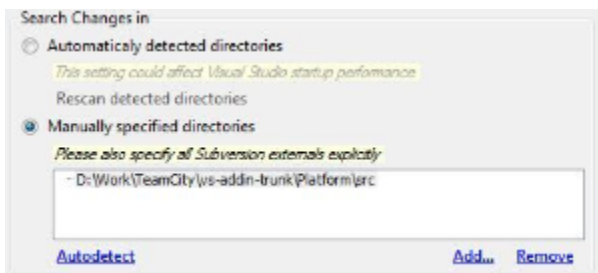 Search Changes in
Automaticaly detected directories
This setting could affect Visual Studio startup performance
Rescan detected directories
Manually specified directories
Please also specify all Subversion externals explicitly
D:\Work\TeamCity\vs-addin-trunk\Platform\src
Autodetect Add... Remove